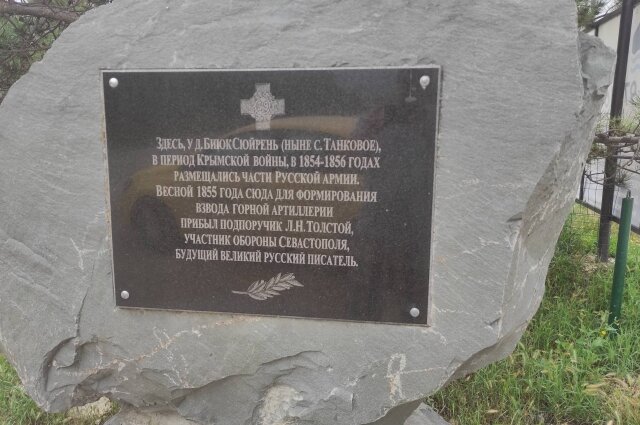 Здесь, у д. Биюк Сюйрень (ныне с. Танковое),
в период Крымской войны, в 1854-1856 годах
размещались части Русской армии.
Весной 1855 года сюда для формирования
взвода горной артиллерии
прибыл подпоручик Л.Н.Толстой,
участник обороны Севастополя,
будущий великий русский писатель.